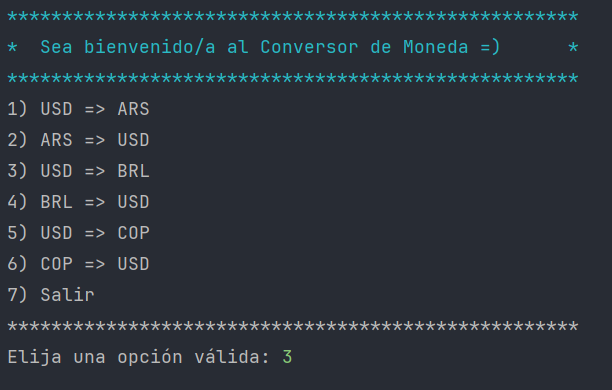 ****************************************************
*  Sea bienvenido/a al Conversor de Moneda =)      *
****************************************************
1) USD => ARS
2) ARS => USD
3) USD => BRL
4) BRL => USD
5) USD => COP
6) COP => USD
7) Salir
****************************************************
Elija una opción válida: 3